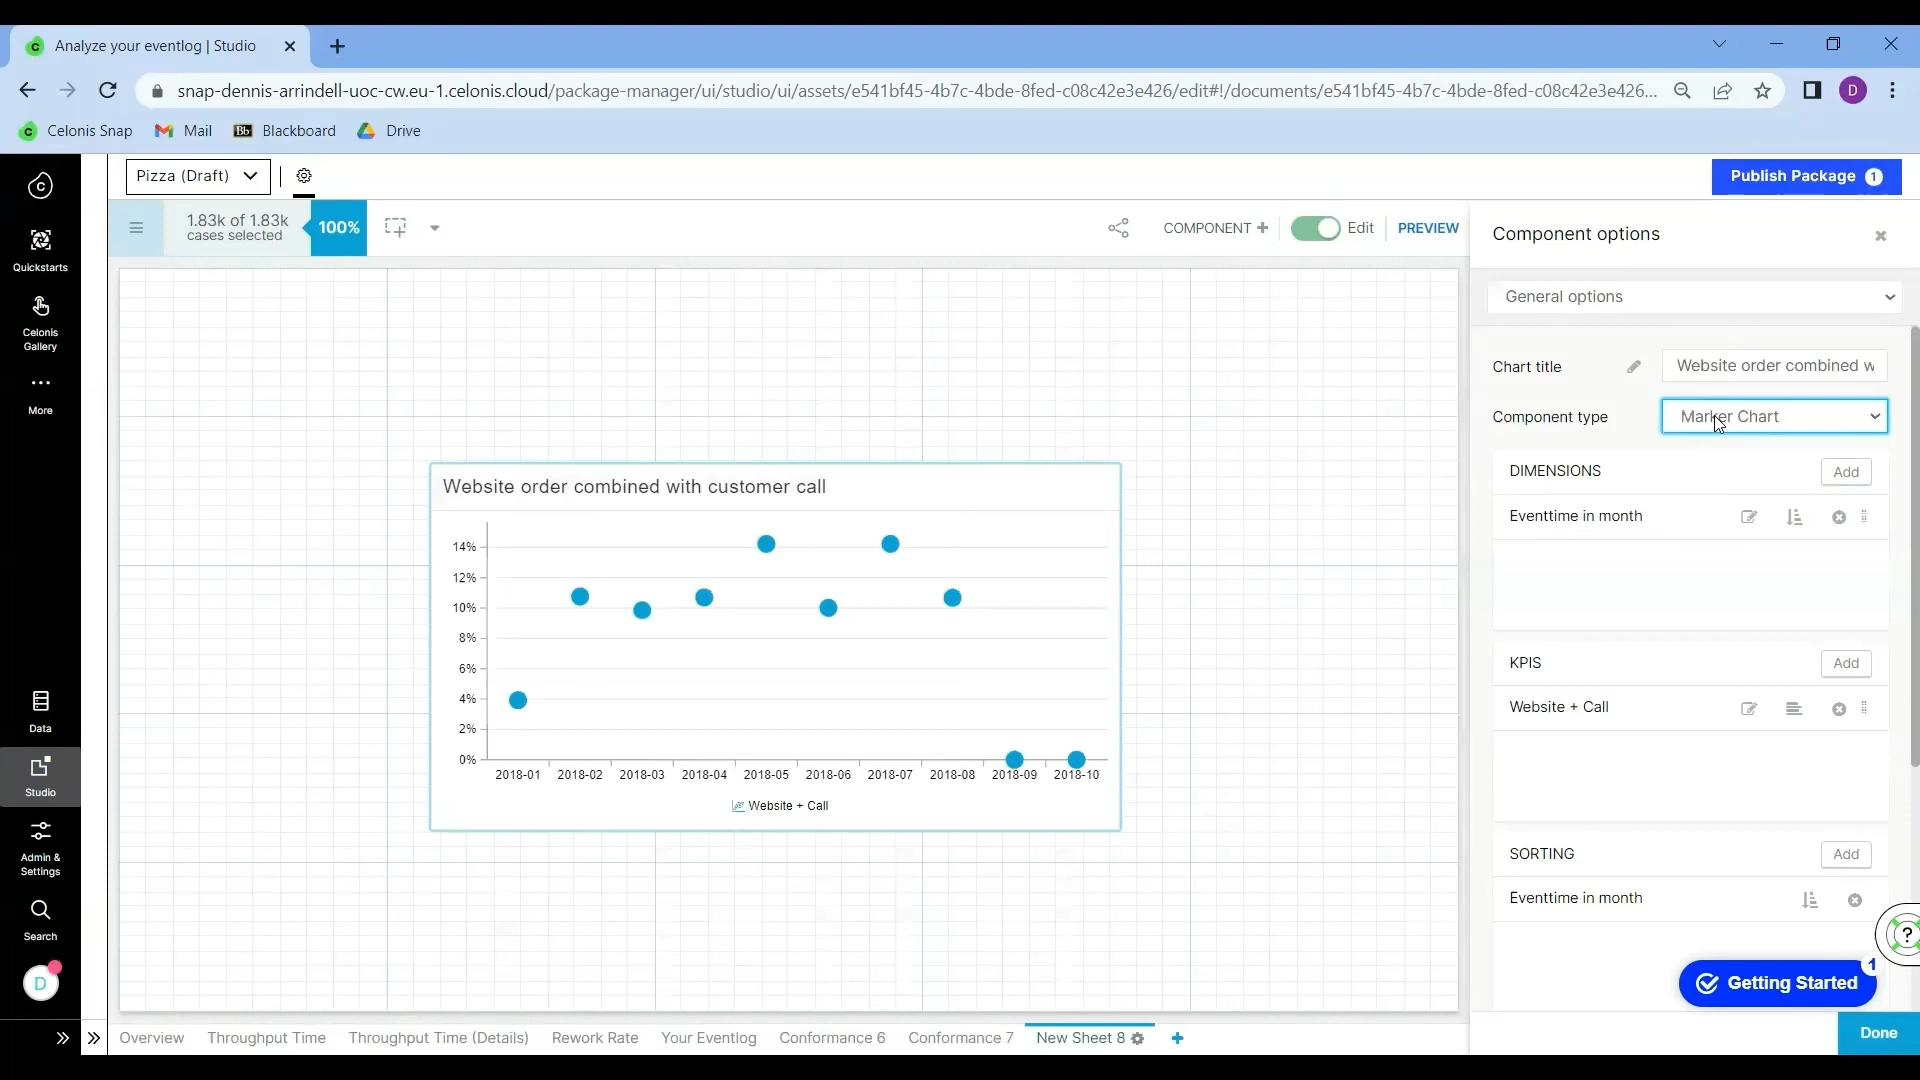 Analyze your eventlog | Studio
snap-dennis-arrindell-uoc-cw.eu-1.celonis.cloud/package-manager/ui/studio/ui/assets/e541bf45-4b7c-4bde-8fed-c08c42e3e426/edit#!/documents/e541bf45-4b7c-4bde-8fed-c08c42e3e426...
D
Celonis Snap
Mail
Bb Blackboard
Drive
Pizza (Draft)
Publish Package 1
C
Quickstarts
Celonis
Gallery
More
Data
Studio
Admin &
Settings
Search
D
1.83k of 1.83k
cases selected
100%
COMPONENT +
Edit
PREVIEW
Website order combined with customer call
14%
12%
10%
8%
6%
4%
2%
0%
2018-01 2018-02 2018-03 2018-04 2018-05 2018-06 2018-07 2018-08 2018-09 2018-10
Website + Call
Component options
General options
Chart title
Website order combined w
Component type
Marker Chart
DIMENSIONS
Add
Eventtime in month
KPIS
Add
Website + Call
SORTING
Add
Eventtime in month
?
Getting Started
1
Done
Overview
Throughput Time
Throughput Time (Details)
Rework Rate
Your Eventlog
Conformance 6
Conformance 7
New Sheet 8